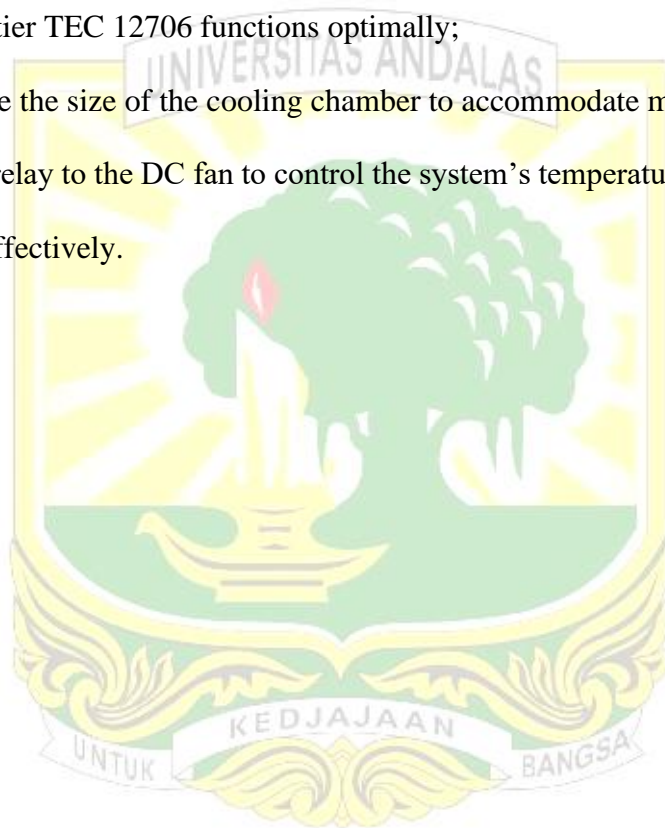 tier TEC 12706 functions optimally;
UNIVERSITAS ANDALAS
e the size of the cooling chamber to accommodate m
relay to the DC fan to control the system’s temperatu
ffectively.
UNTUK KEDJAJAAN BANGSA